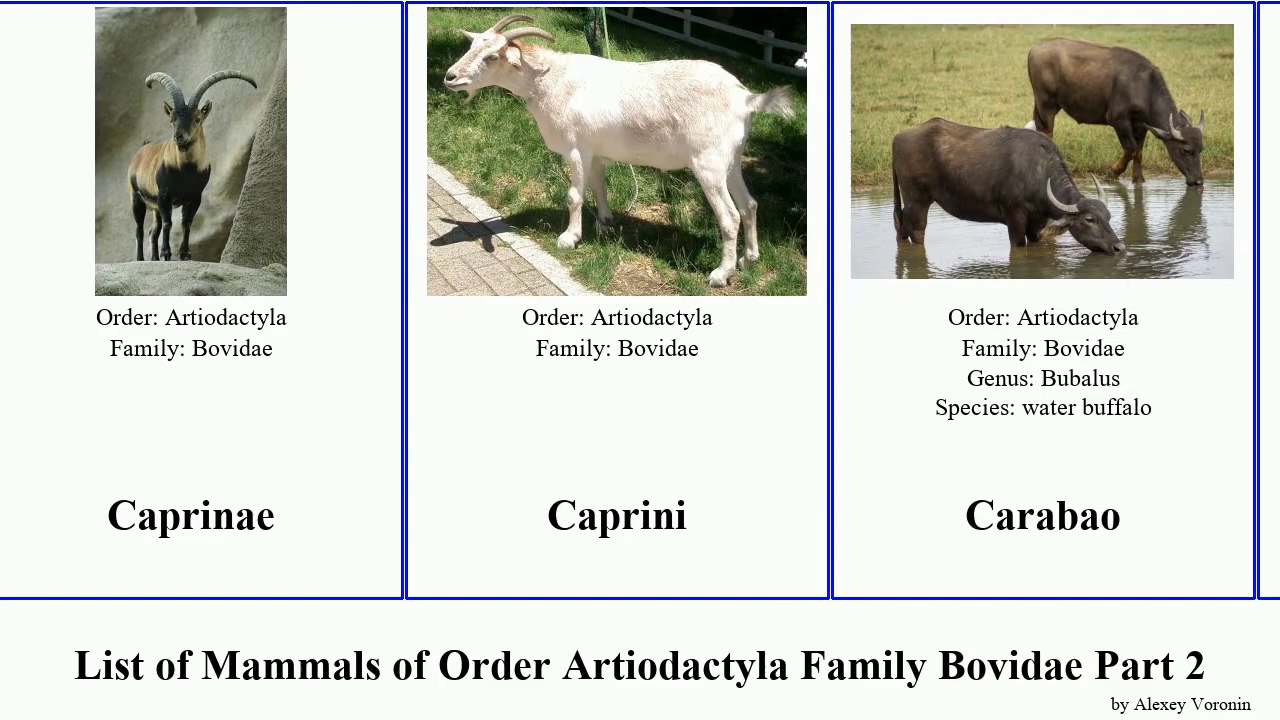 Order: Artiodactyla
Family: Bovidae
Caprinae
Order: Artiodactyla
Family: Bovidae
Caprini
Order: Artiodactyla
Family: Bovidae
Genus: Bubalus
Species: water buffalo
Carabao
List of Mammals of Order Artiodactyla Family Bovidae Part 2
by Alexey Voronin